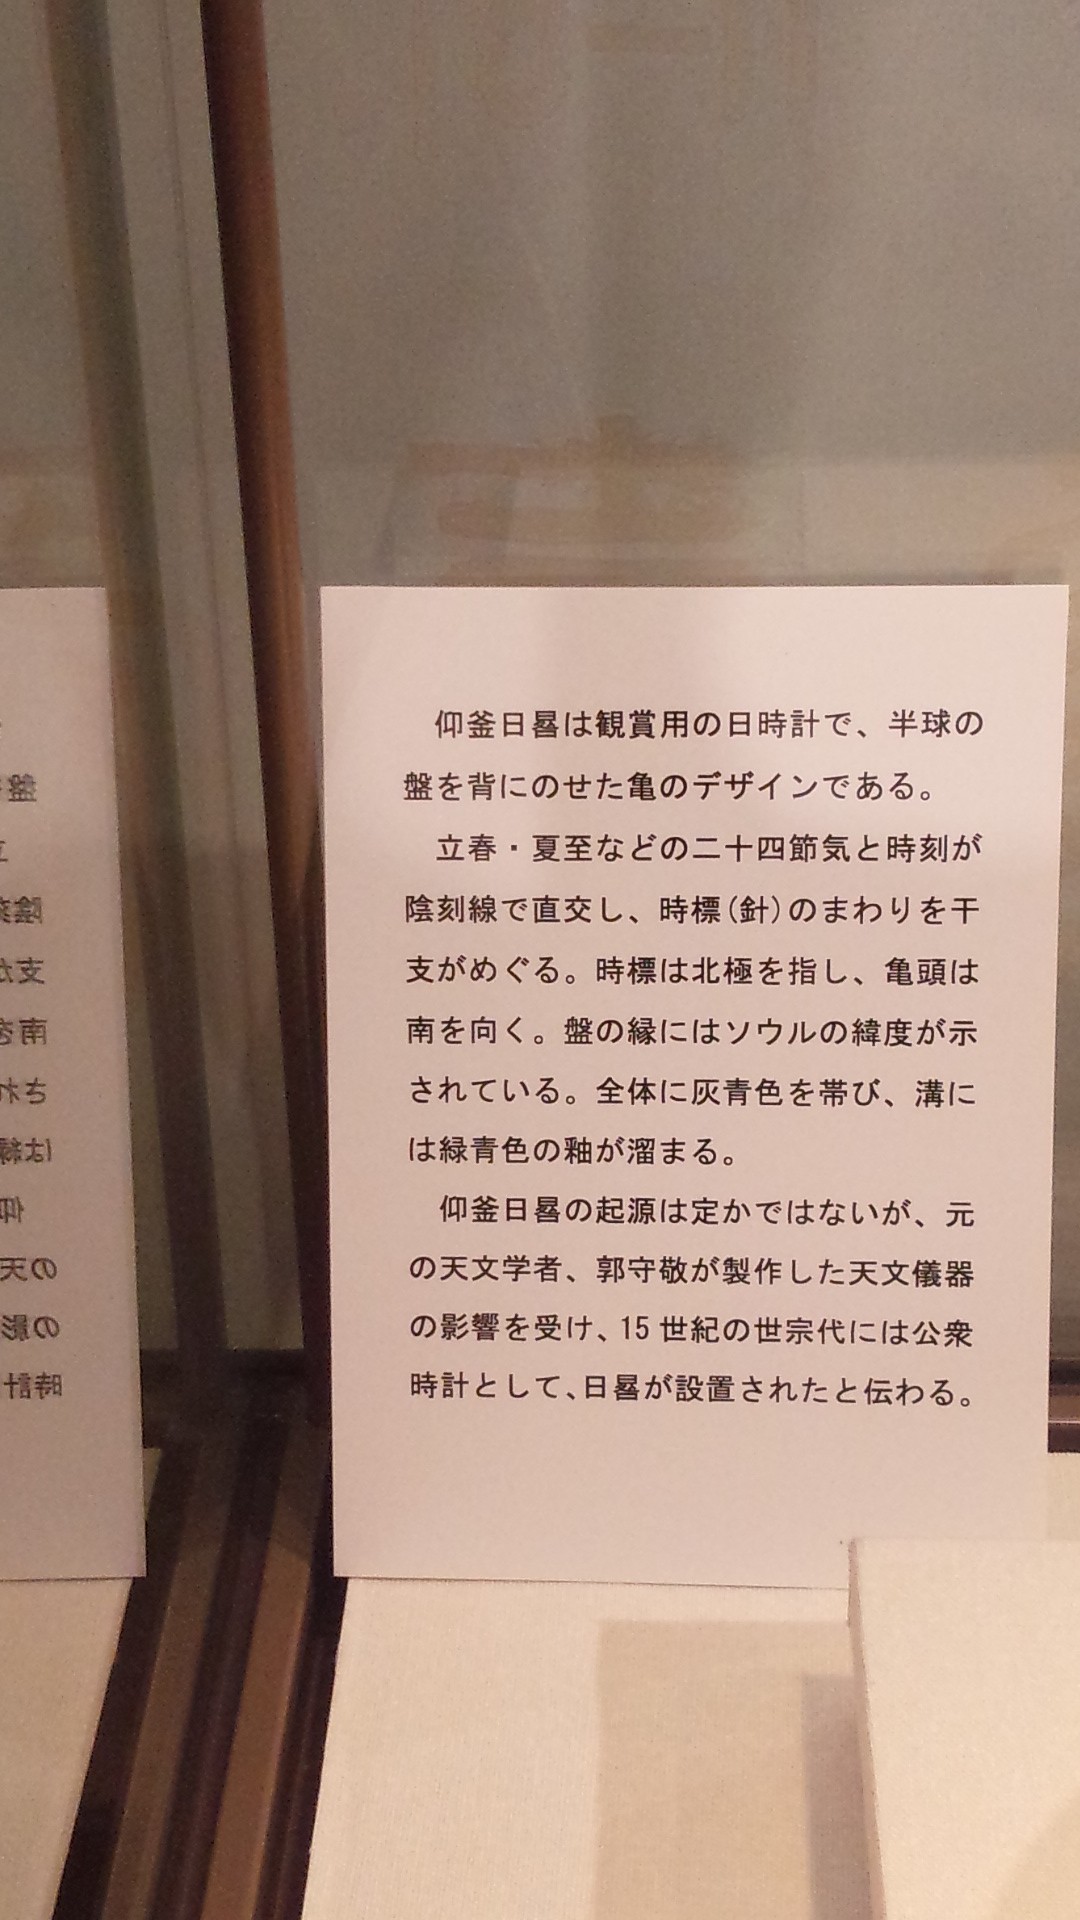 仰釜日晷は観賞用の日時計で、半球の
盤を背にのせた亀のデザインである。
立春・夏至などの二十四節気と時刻が
陰刻線で直交し、時標(針)のまわりを干
支がめぐる。時標は北極を指し、亀頭は
南を向く。盤の縁にはソウルの緯度が示
されている。全体に灰青色を帯び、溝に
は緑青色の釉が溜まる。
仰釜日晷の起源は定かではないが、元
の天文学者、郭守敬が製作した天文儀器
の影響を受け、15世紀の世宗代には公衆
時計として、日晷が設置されたと伝わる。